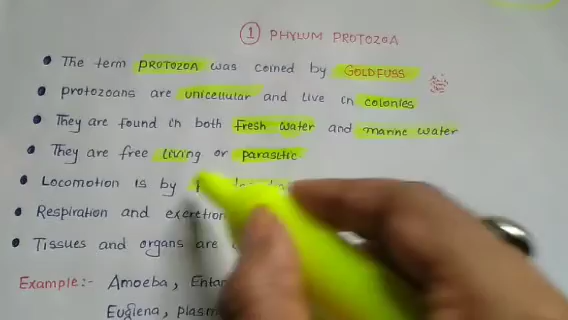 1 PHYLUM PROTOZOA
• The term PROTOZOA was coined by GOLDFUSS
• protozoans are unicellular and live in colonies
• They are found in both fresh water and marine water
• They are free living or parasitic
• Locomotion is by
• Respiration and excretion
• Tissues and organs are
Example:- Amoeba,
Euglena,